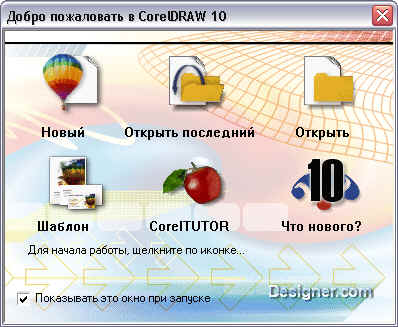 Добро пожаловать в CorelDRAW 10
Новый Открыть последний Открыть
10
Шаблон CorelTUTOR Что нового?
Для начала работы, щелкните по иконке...
Показывать это окно при запуске
Designer.com